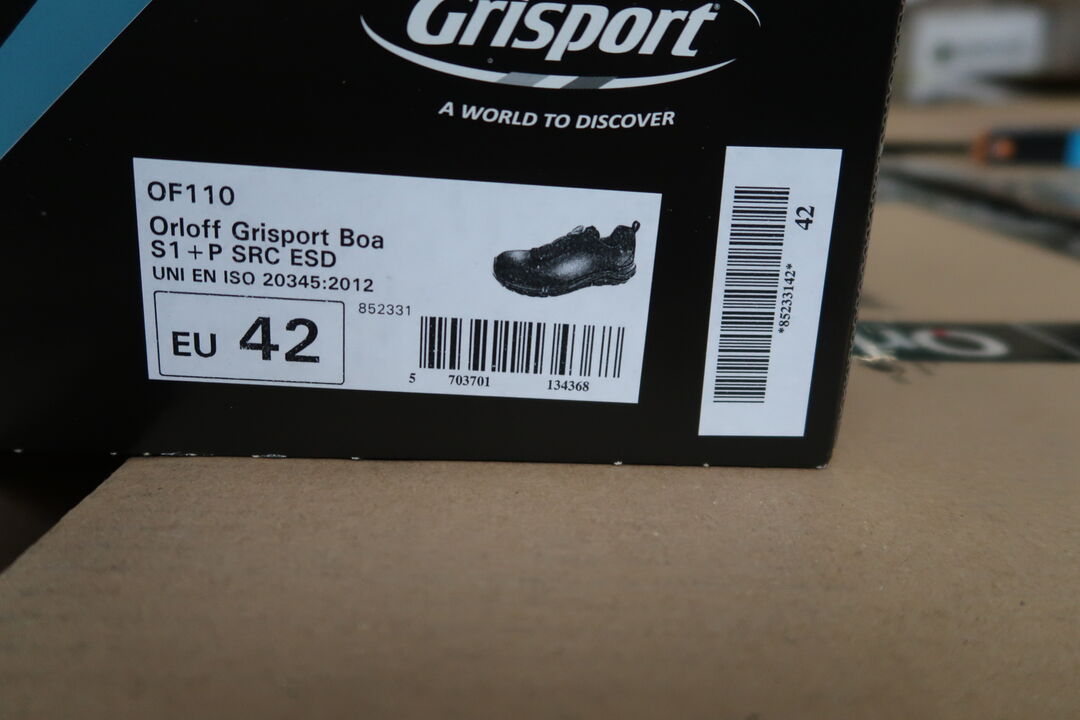 Grisport
A WORLD TO DISCOVER
OF110
Orloff Grisport Boa
S1+P SRC ESD
UNI EN ISO 20345:2012
EU 42
852331
5 703701 134368
42
*85233142*